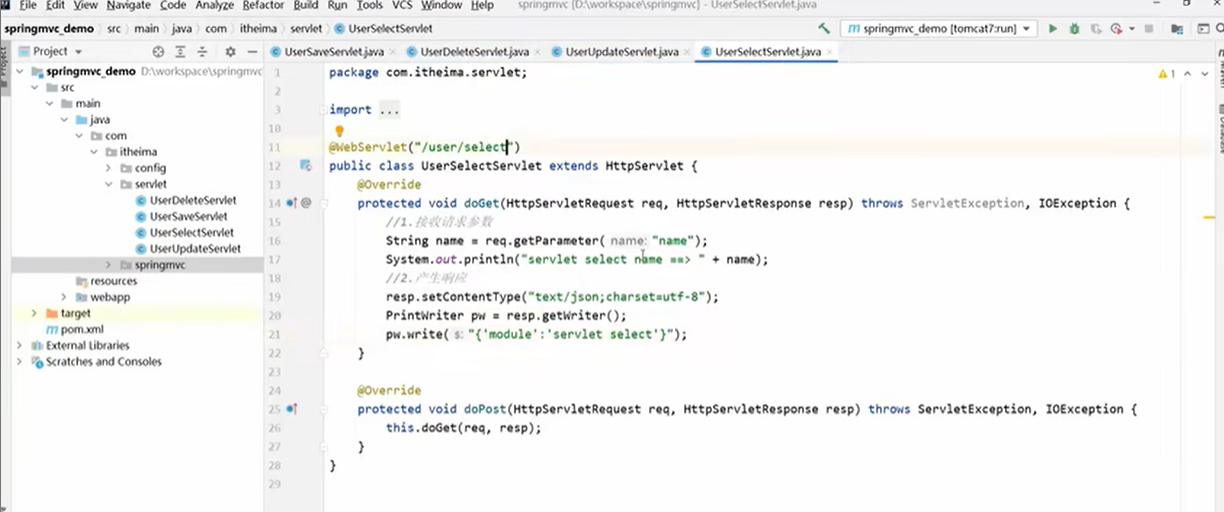 File Edit View Navigate Code Analyze Refactor Build Run Tools VCS Window Help springmvc - UserSelectServlet.java
springmvc_demo src main java com itheima servlet UserSelectServlet springmvc_demo [tomcat7:run]
Project
UserSaveServlet.java UserDeleteServlet.java UserUpdateServlet.java UserSelectServlet.java
springmvc_demo D:\workspace\springmvc
src
main
java
com
itheima
config
servlet
UserDeleteServlet
UserSaveServlet
UserSelectServlet
UserUpdateServlet
springmvc
resources
webapp
target
pom.xml
External Libraries
Scratches and Consoles
1 package com.itheima.servlet;
2
3 import ...
10
11 @WebServlet("/user/select")
12 public class UserSelectServlet extends HttpServlet {
13 @Override
14 protected void doGet(HttpServletRequest req, HttpServletResponse resp) throws ServletException, IOException {
15 //1.接收请求参数
16 String name = req.getParameter( name: "name");
17 System.out.println("servlet select name ==> " + name);
18 //2.产生响应
19 resp.setContentType("text/json;charset=utf-8");
20 PrintWriter pw = resp.getWriter();
21 pw.write( s: "{'module':'servlet select'}");
22 }
23
24 @Override
25 protected void doPost(HttpServletRequest req, HttpServletResponse resp) throws ServletException, IOException {
26 this.doGet(req, resp);
27 }
28 }
29
1
Project